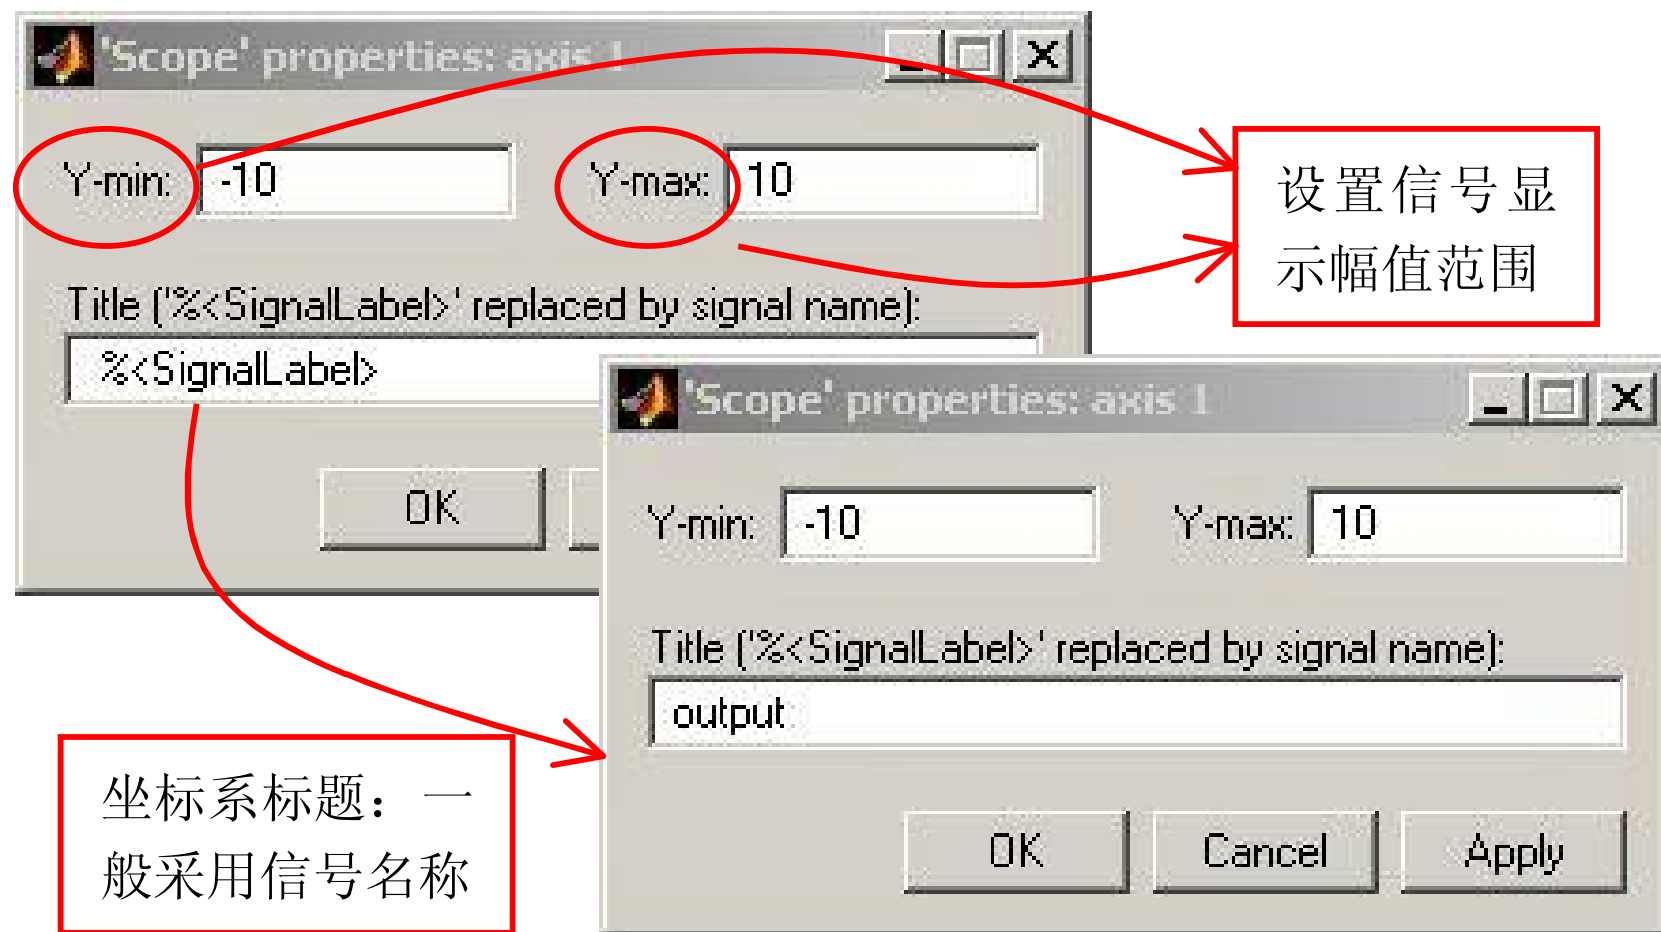 'Scope' properties: axis 1
Y-min: -10 Y-max: 10
Title ('%<SignalLabel>' replaced by signal name):
%<SignalLabel>
OK
设置信号显
示幅值范围
'Scope' properties: axis 1
Y-min: -10 Y-max: 10
Title ('%<SignalLabel>' replaced by signal name):
output
OK Cancel Apply
坐标系标题：一
般采用信号名称